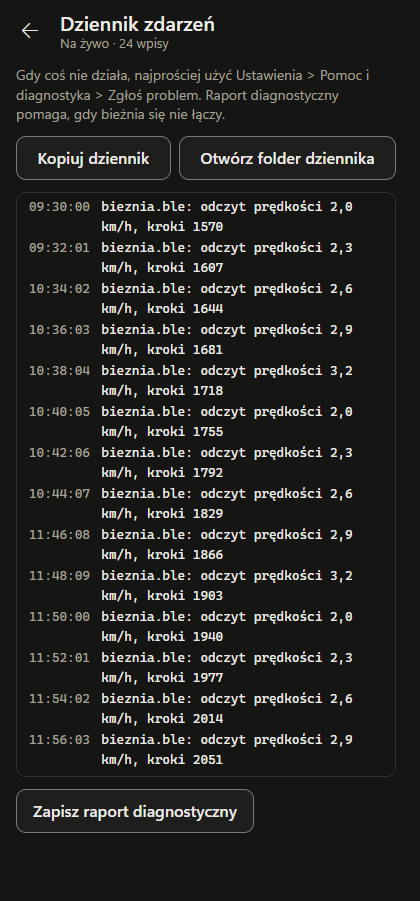 Dziennik zdarzeń
Na żywo · 24 wpisy
Gdy coś nie działa, najprościej użyć Ustawienia > Pomoc i
diagnostyka > Zgłoś problem. Raport diagnostyczny
pomaga, gdy bieżnia się nie łączy.
Kopiuj dziennik
Otwórz folder dziennika
09:30:00 bieznia.ble: odczyt prędkości 2,0
km/h, kroki 1570
09:32:01 bieznia.ble: odczyt prędkości 2,3
km/h, kroki 1607
10:34:02 bieznia.ble: odczyt prędkości 2,6
km/h, kroki 1644
10:36:03 bieznia.ble: odczyt prędkości 2,9
km/h, kroki 1681
10:38:04 bieznia.ble: odczyt prędkości 3,2
km/h, kroki 1718
10:40:05 bieznia.ble: odczyt prędkości 2,0
km/h, kroki 1755
10:42:06 bieznia.ble: odczyt prędkości 2,3
km/h, kroki 1792
10:44:07 bieznia.ble: odczyt prędkości 2,6
km/h, kroki 1829
11:46:08 bieznia.ble: odczyt prędkości 2,9
km/h, kroki 1866
11:48:09 bieznia.ble: odczyt prędkości 3,2
km/h, kroki 1903
11:50:00 bieznia.ble: odczyt prędkości 2,0
km/h, kroki 1940
11:52:01 bieznia.ble: odczyt prędkości 2,3
km/h, kroki 1977
11:54:02 bieznia.ble: odczyt prędkości 2,6
km/h, kroki 2014
11:56:03 bieznia.ble: odczyt prędkości 2,9
km/h, kroki 2051
Zapisz raport diagnostyczny